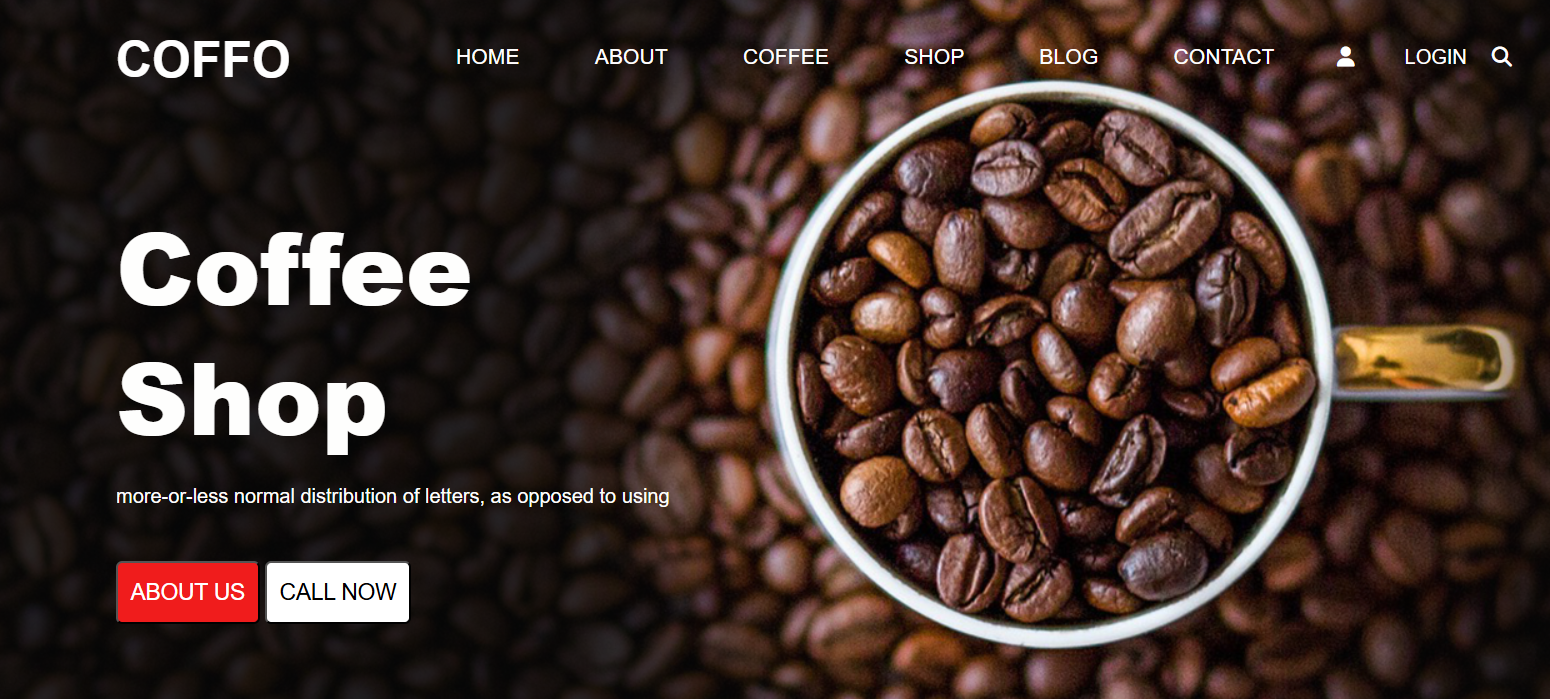 COFFO
HOME ABOUT COFFEE SHOP BLOG CONTACT LOGIN
Coffee
Shop
more-or-less normal distribution of letters, as opposed to using
ABOUT US CALL NOW